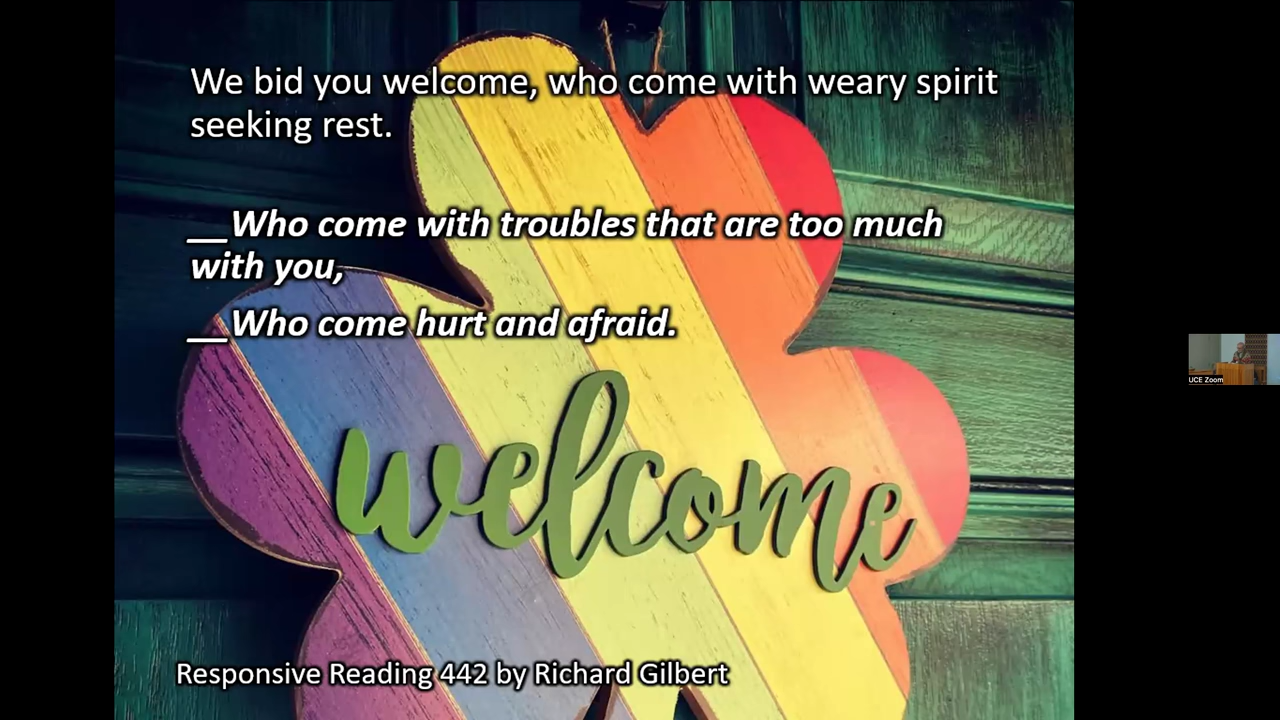 We bid you welcome, who come with weary spirit
seeking rest.
__Who come with troubles that are too much
with you,
__Who come hurt and afraid.
welcome
Responsive Reading 442 by Richard Gilbert
UCE Zoom